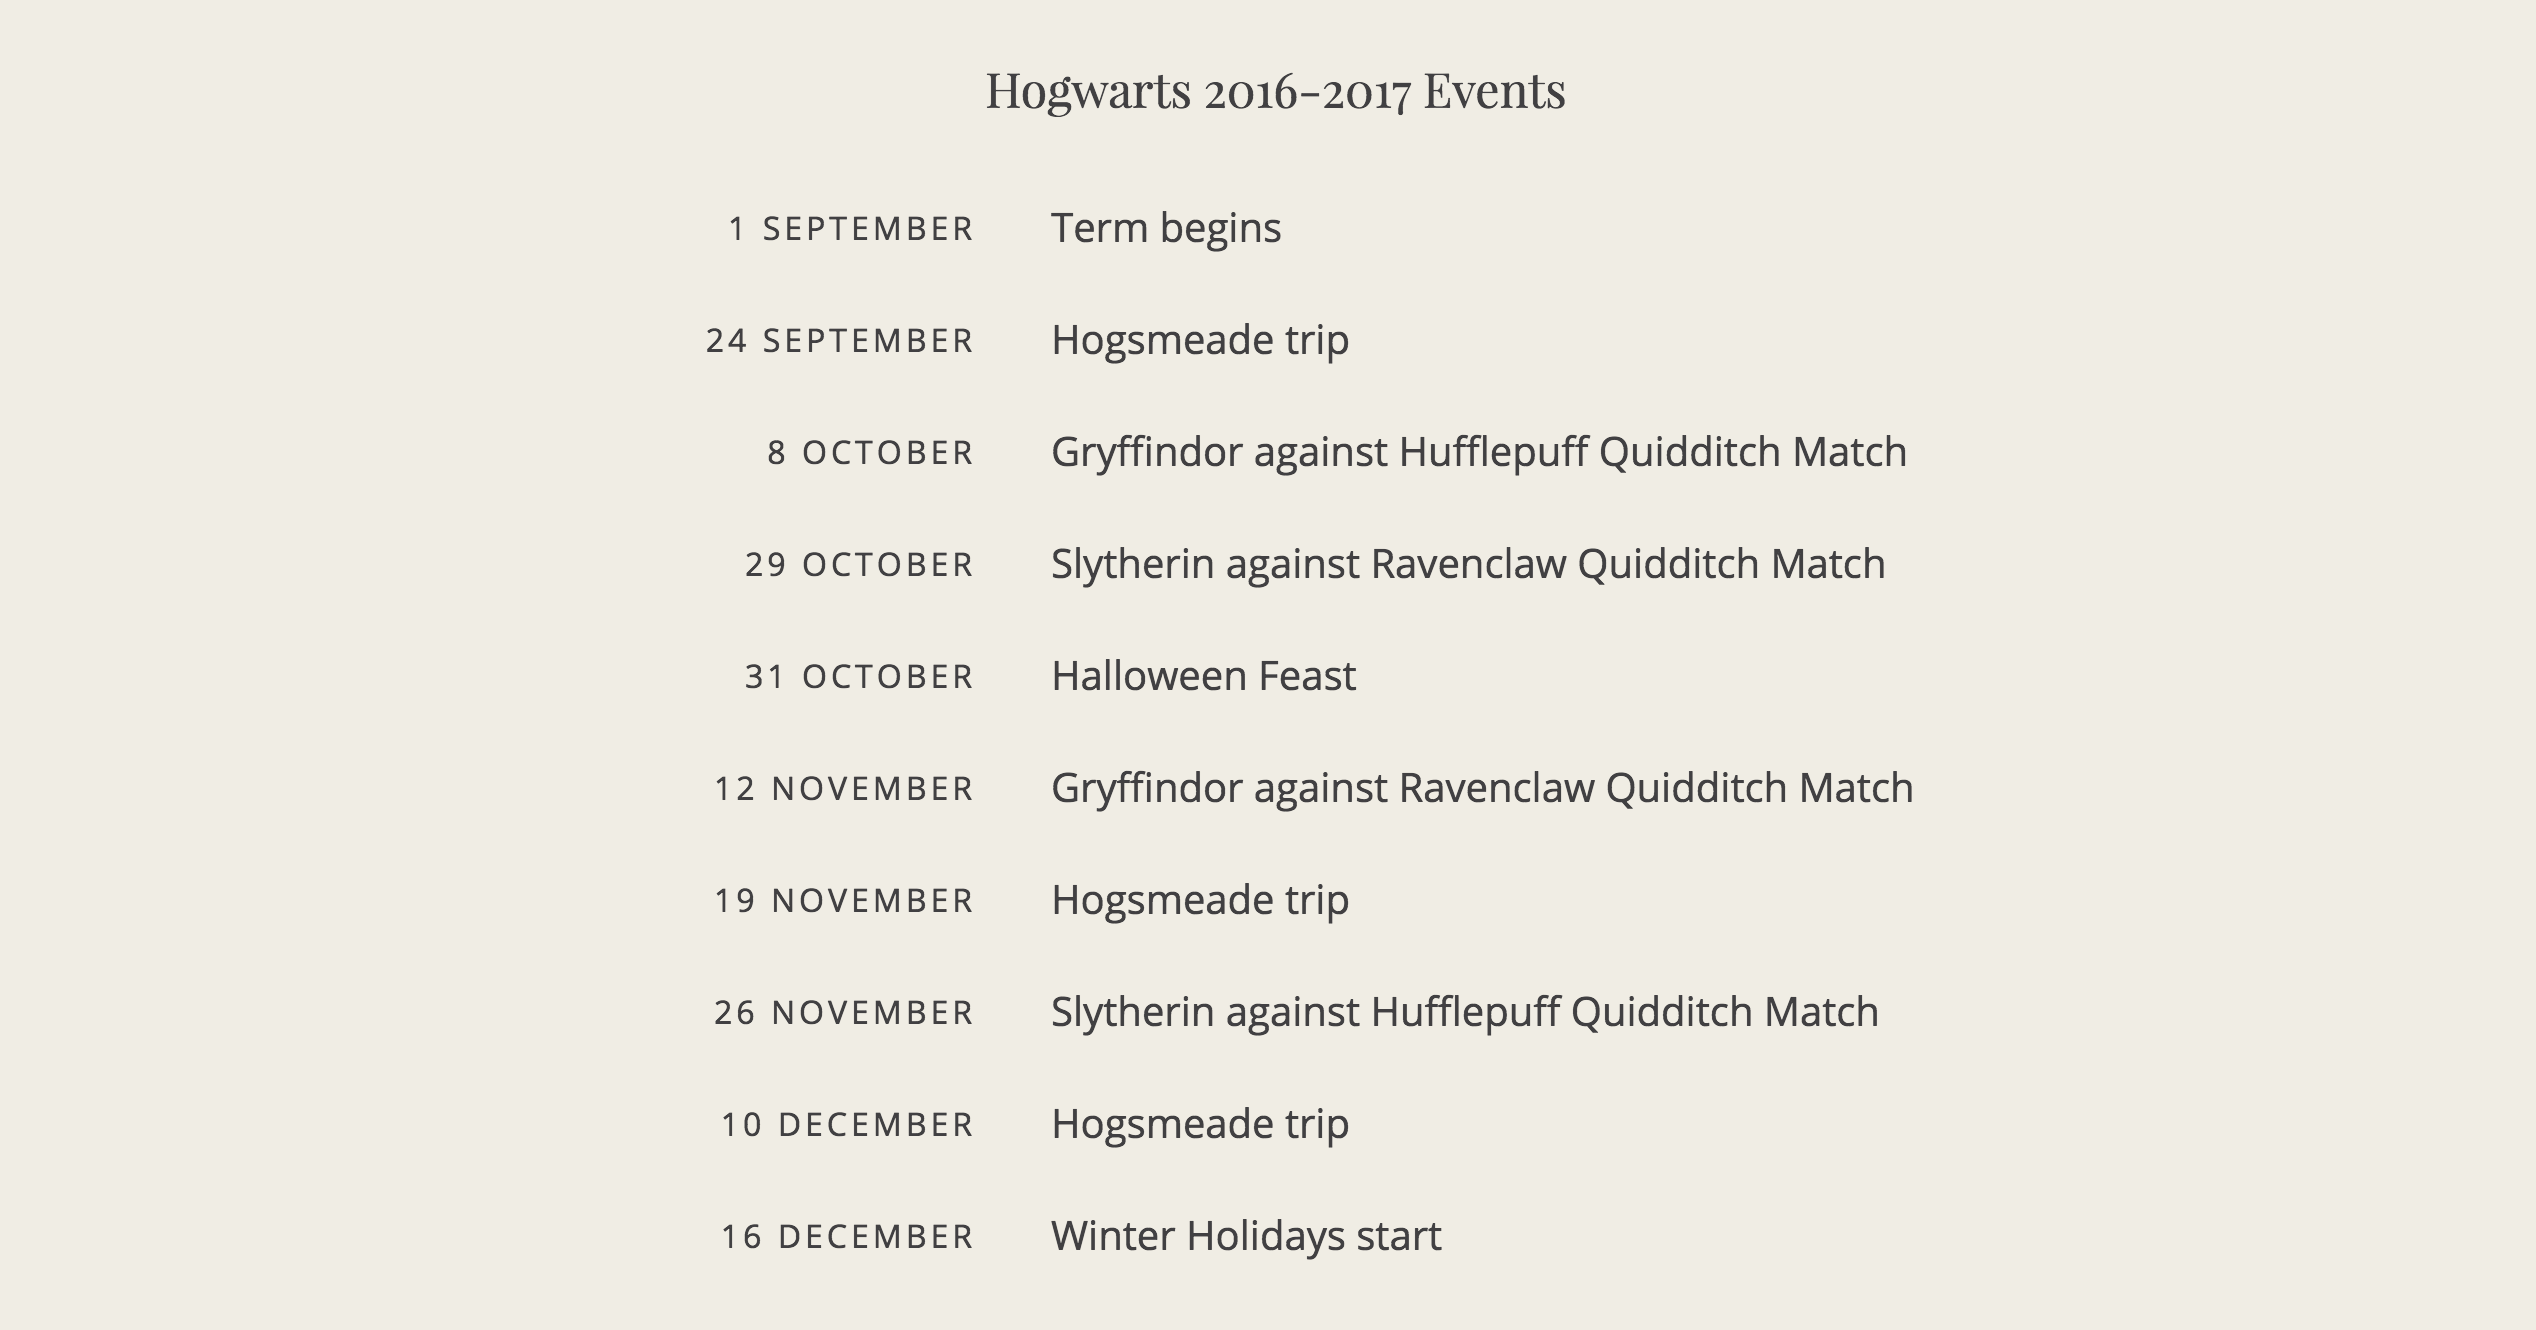 Hogwarts 2016-2017 Events
1 SEPTEMBER Term begins
24 SEPTEMBER Hogsmeade trip
8 OCTOBER Gryffindor against Hufflepuff Quidditch Match
29 OCTOBER Slytherin against Ravenclaw Quidditch Match
31 OCTOBER Halloween Feast
12 NOVEMBER Gryffindor against Ravenclaw Quidditch Match
19 NOVEMBER Hogsmeade trip
26 NOVEMBER Slytherin against Hufflepuff Quidditch Match
10 DECEMBER Hogsmeade trip
16 DECEMBER Winter Holidays start